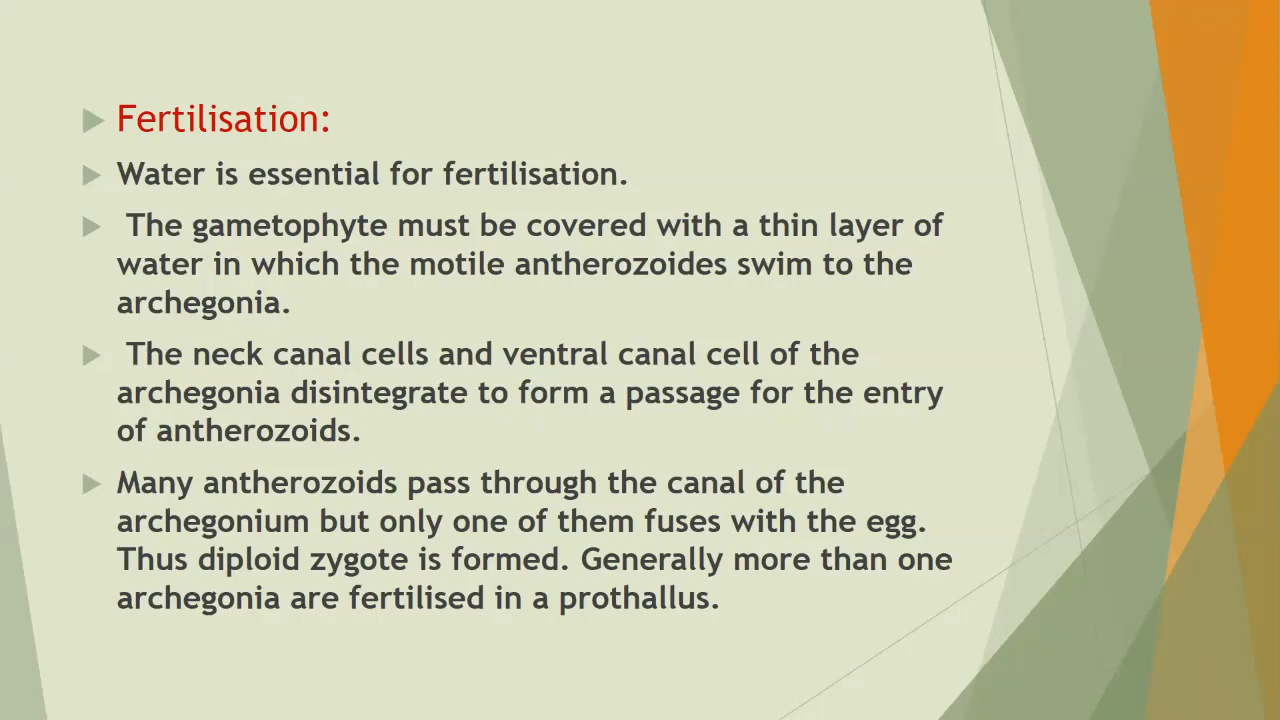 Fertilisation:
Water is essential for fertilisation.
The gametophyte must be covered with a thin layer of
water in which the motile antherozoides swim to the
archegonia.
The neck canal cells and ventral canal cell of the
archegonia disintegrate to form a passage for the entry
of antherozoids.
Many antherozoids pass through the canal of the
archegonium but only one of them fuses with the egg.
Thus diploid zygote is formed. Generally more than one
archegonia are fertilised in a prothallus.